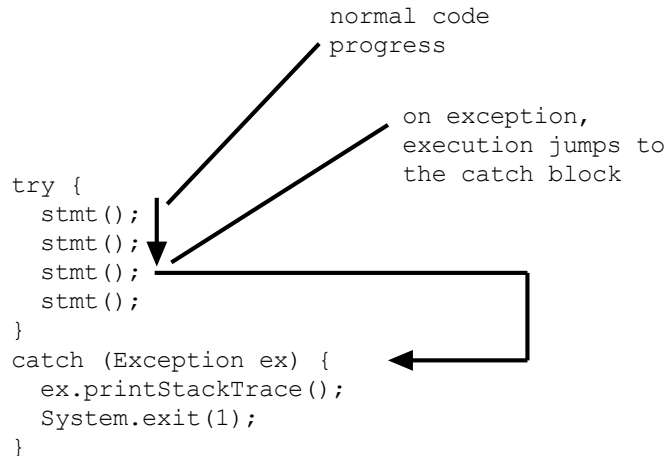 normal code
progress
on exception,
execution jumps to
the catch block
try {
  stmt();
  stmt();
  stmt();
  stmt();
}
catch (Exception ex) {
  ex.printStackTrace();
  System.exit(1);
}